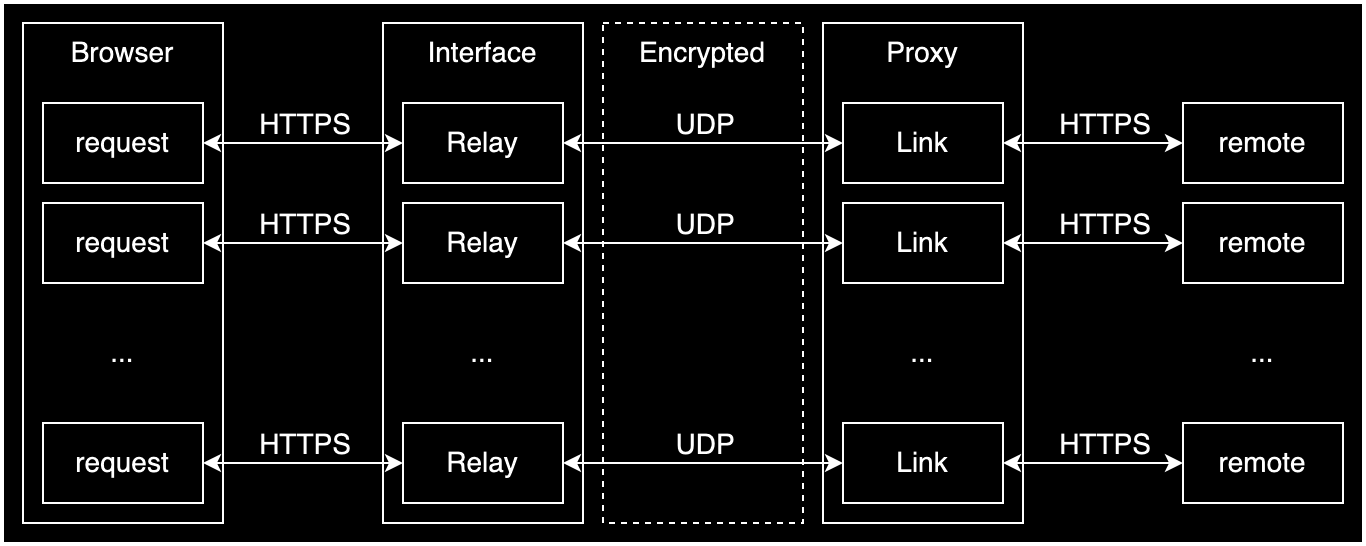 Browser Interface Encrypted Proxy
HTTPS UDP HTTPS
request Relay Link remote
HTTPS UDP HTTPS
request Relay Link remote
... ... ... ...
HTTPS UDP HTTPS
request Relay Link remote